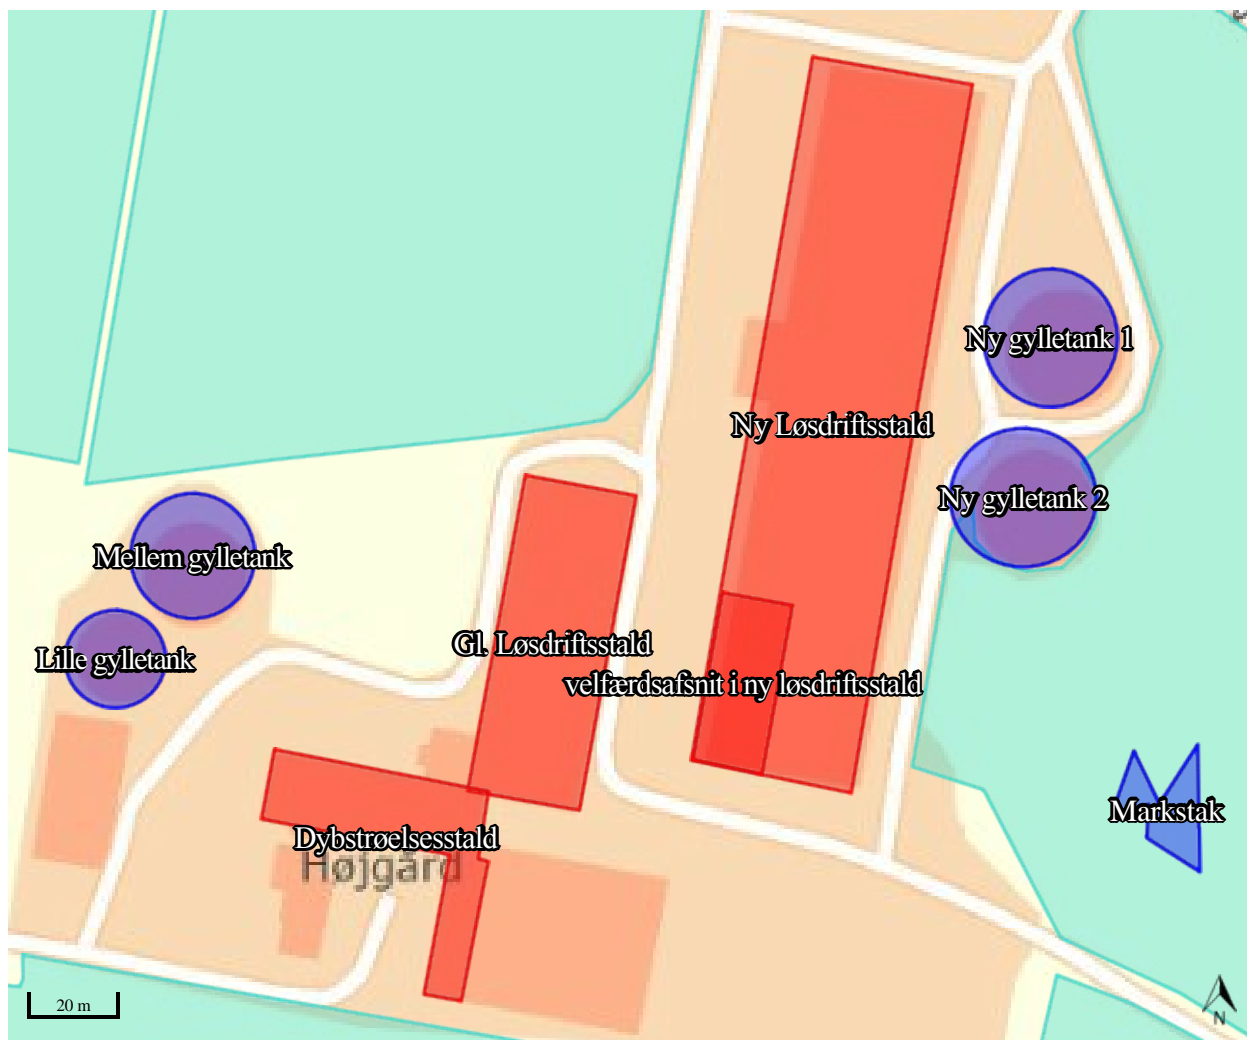 Ny gylletank 1
Ny Løsdriftsstald
Ny gylletank 2
Mellem gylletank
Gl. Løsdriftsstald
Lille gylletank
velfærdsafsnit i ny løsdriftsstald
Markstak
Dybstrøelsesstald
Højgård
20 m
N